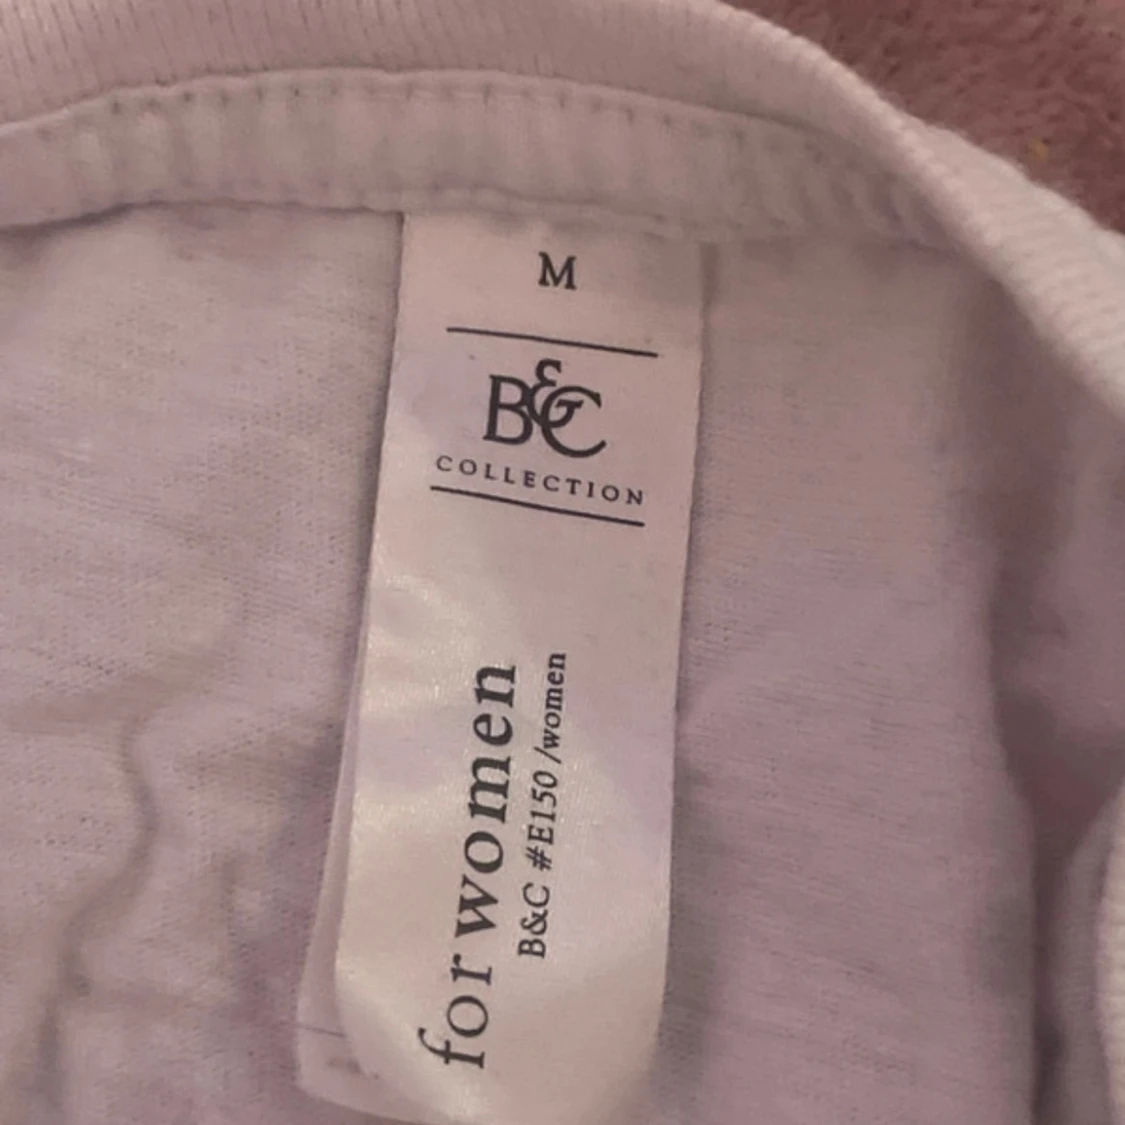 M
B&C
COLLECTION
for women
B&C #E150 /women